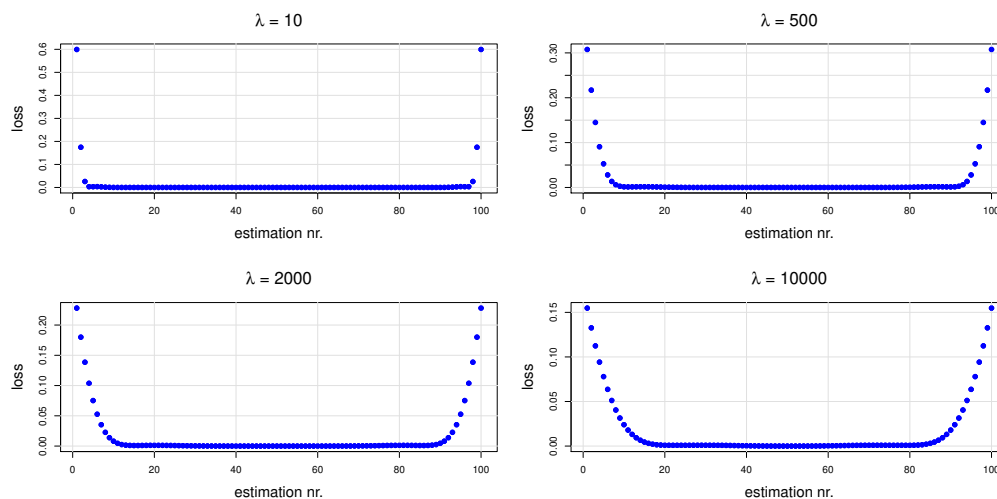 λ = 10
loss
0.0 0.1 0.2 0.3 0.4 0.5 0.6
0 20 40 60 80 100
estimation nr.
λ = 500
loss
0.00 0.10 0.20 0.30
0 20 40 60 80 100
estimation nr.
λ = 2000
loss
0.00 0.05 0.10 0.15 0.20
0 20 40 60 80 100
estimation nr.
λ = 10000
loss
0.00 0.05 0.10 0.15
0 20 40 60 80 100
estimation nr.